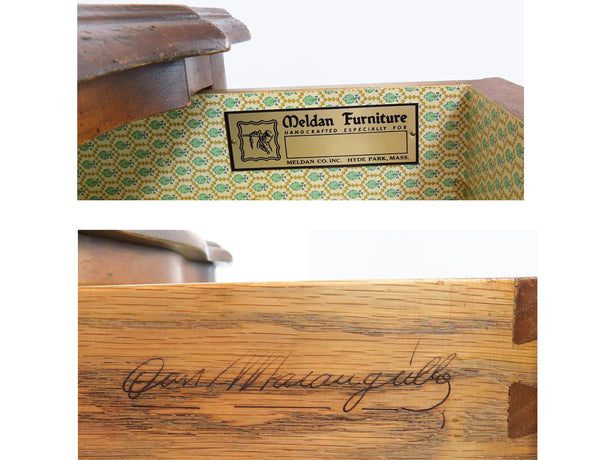 Meldan Furniture
HANDCRAFTED ESPECIALLY FOR
MELDAN CO. INC. HYDE PARK, MASS.